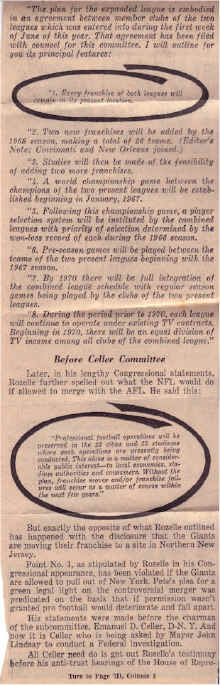 "The plan for the expanded league is embodied
in an agreement between member clubs of the two
leagues which was entered into during the first week
of June of this year. That agreement has been filed
with counsel for this committee. I will outline for
you its principal features:
"1. Every franchise of both leagues will
remain in its present location.
"2. Two new franchises will be added by the
1968 season, making a total of 26 teams. (Editor's
Note: Cincinnati and New Orleans joined.)
"3. Studies will then be made of the feasibility
of adding two more franchises.
"4. A world championship game between the
champions of the two present leagues will be estab-
lished beginning in January, 1967.
"5. Following this championship game, a player
selection system will be instituted by the combined
leagues with priority of selection determined by the
won-loss record of each during the 1966 season.
"6. Pre-season games will be played between the
teams of the two present leagues beginning with the
1967 season.
"7. By 1970 there will be full integration of
the combined league schedule with regular season
games being played by the clubs of the two present
leagues.
"8. During the period prior to 1970, each league
will continue to operate under existing TV contracts.
Beginning in 1970, there will be an equal division of
TV income among all clubs of the combined league."
Before Celler Committee
Later, in his lengthy Congressional statements,
Rozelle further spelled out what the NFL would do
if allowed to merge with the AFL. He said this:
"Professional football operations will be
preserved in the 23 cities and 25 stadiums
where such operations are presently being
conducted. This alone is a matter of consider-
able public interest—to local economies, sta-
dium authorities and consumers. Without the
plan, franchise moves and/or franchise fail-
ures will occur as a matter of course within
the next few years."
But exactly the opposite of what Rozelle outlined
has happened with the disclosure that the Giants
are moving their franchise to a site in Northern New
Jersey.
Point No. 1, as stipulated by Rozelle in his Con-
gressional appearance, has been violated if the Giants
are allowed to pull out of New York. Pete's plea for a
green light on the controversial merger was
predicated on the basis that if permission wasn't
granted pro football would deteriorate and fall apart.
His statements were made before the chairman
of the subcommittee, Emanuel D. Celler, D-N. Y. And
now it is Celler who is being asked by Mayor John
Lindsay to conduct a Federal investigation.
All Celler need do is get out Rozelle's testimony
before his anti-trust hearings of the House of Repre-
Turn to Page Column 1